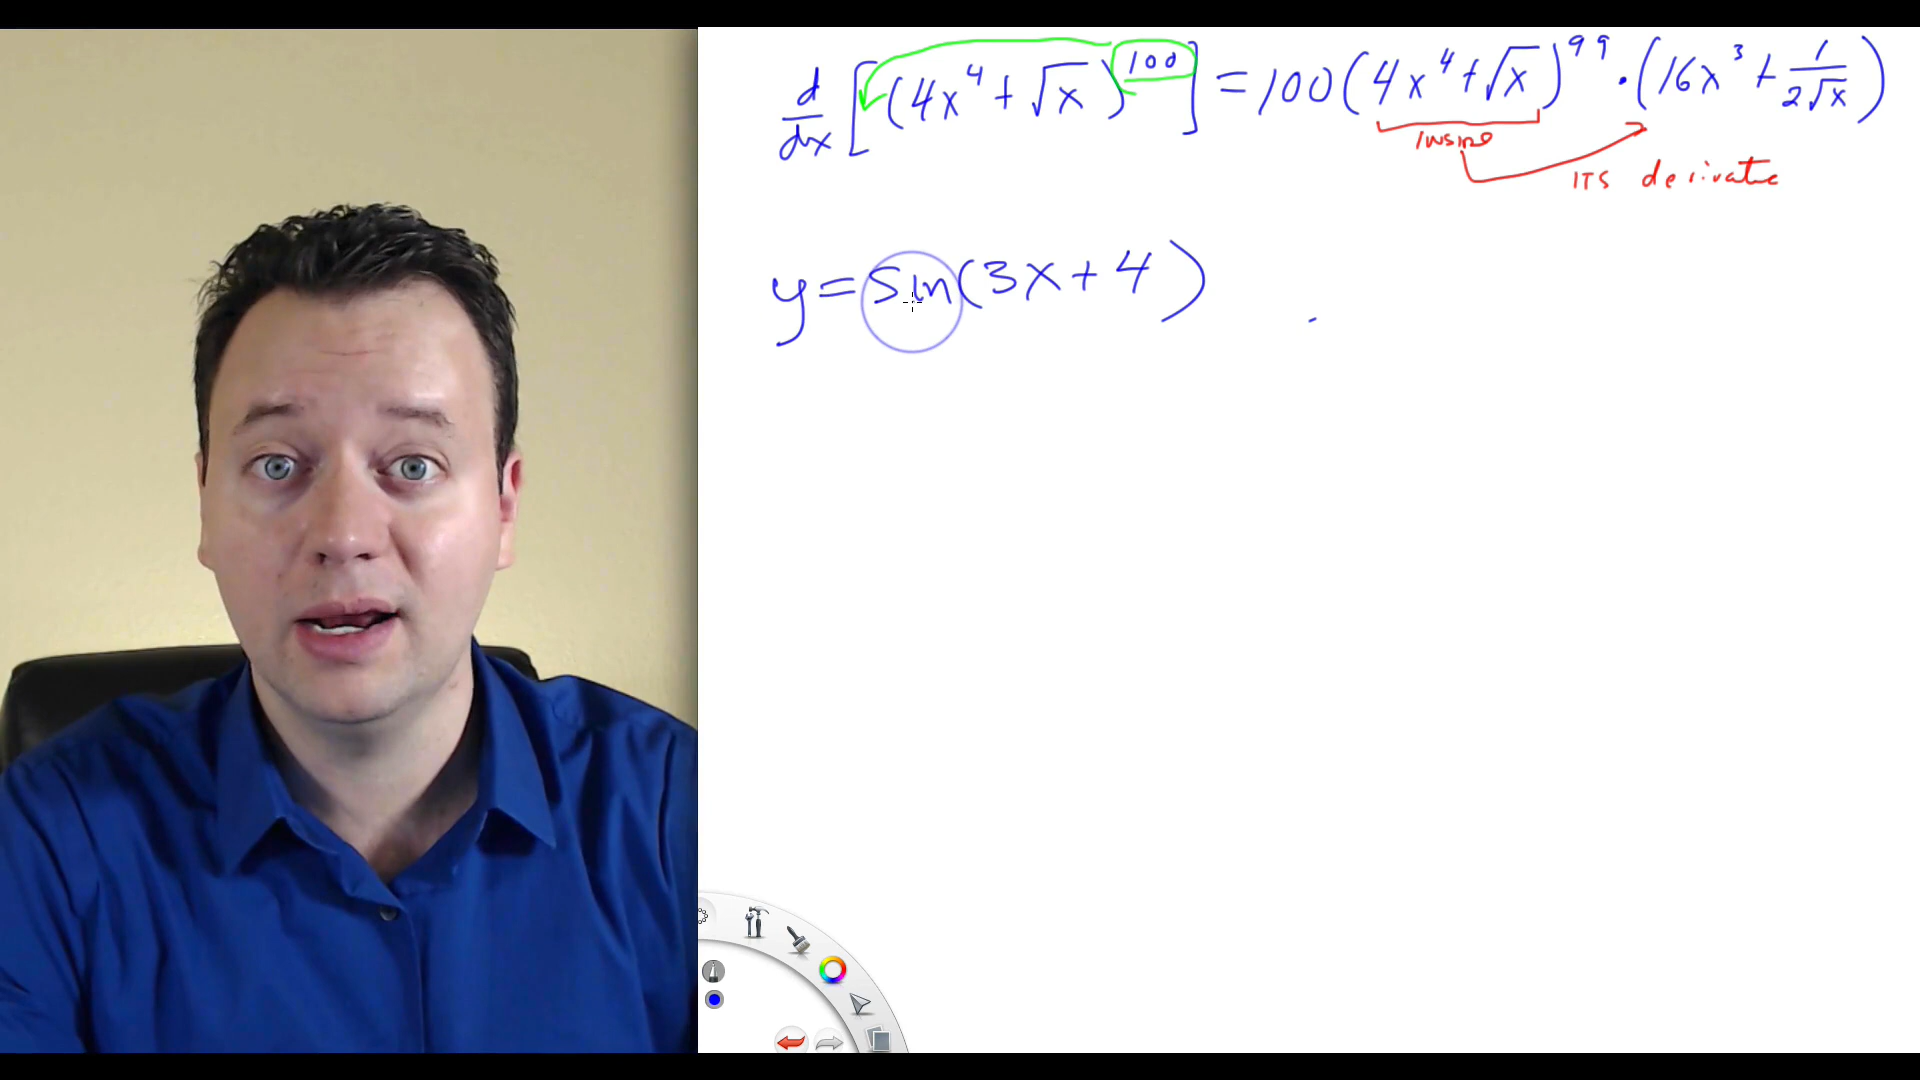 d/dx [(4x⁴+√x)¹⁰⁰] = 100(4x⁴+√x)⁹⁹ · (16x³ + 1/(2√x))
INSIDE
ITS derivative
y=Sin(3x+4)